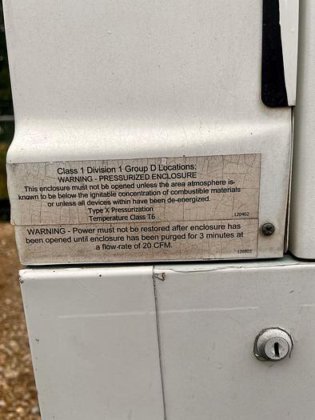 Class 1 Division 1 Group D Locations:
WARNING - PRESSURIZED ENCLOSURE
This enclosure must not be opened unless the area atmosphere is
known to be below the ignitable concentration of combustible materials
or unless all devices within have been de-energized.
Type X Pressurization
Temperature Class T6
120402
WARNING - Power must not be restored after enclosure has
been opened until enclosure has been purged for 3 minutes at
a flow-rate of 20 CFM.